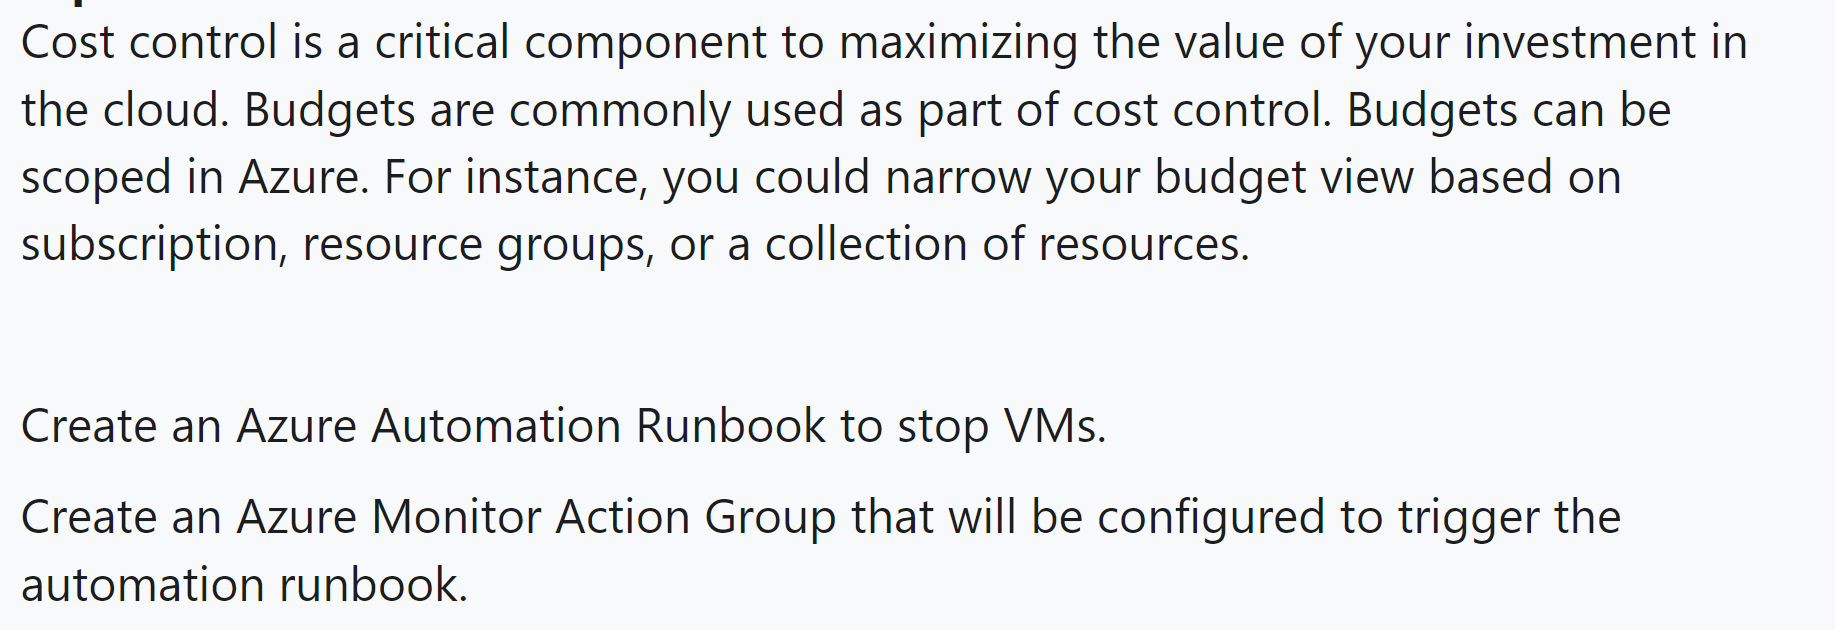 Cost control is a critical component to maximizing the value of your investment in
the cloud. Budgets are commonly used as part of cost control. Budgets can be
scoped in Azure. For instance, you could narrow your budget view based on
subscription, resource groups, or a collection of resources.
Create an Azure Automation Runbook to stop VMs.
Create an Azure Monitor Action Group that will be configured to trigger the
automation runbook.